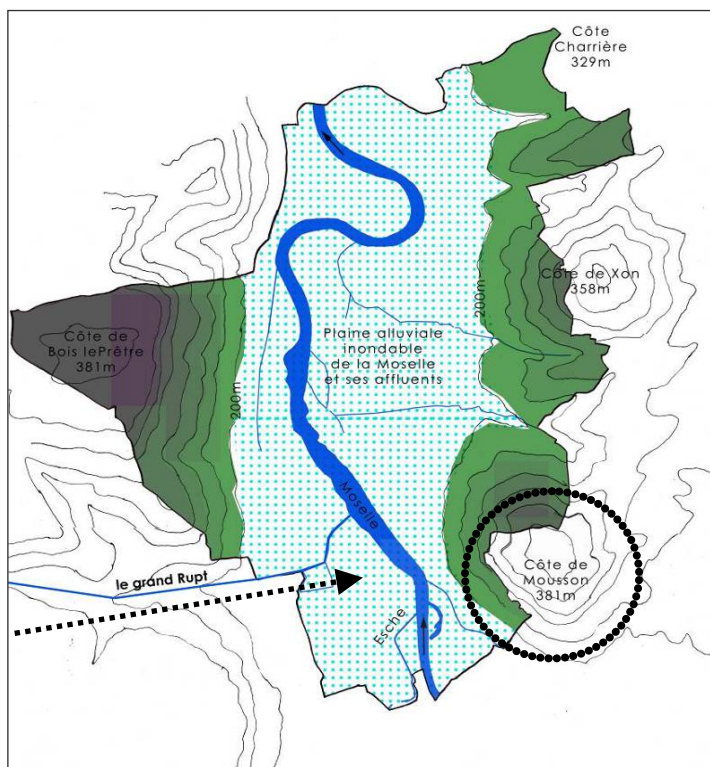 Côte
Charrière
329m
Côte de Xon
358m
200m
Plaine alluviale
inondable
de la Moselle
et ses affluents
Côte de
Bois lePrêtre
381m
200m
Moselle
Côte de
Mousson
381m
le grand Rupt
Esche